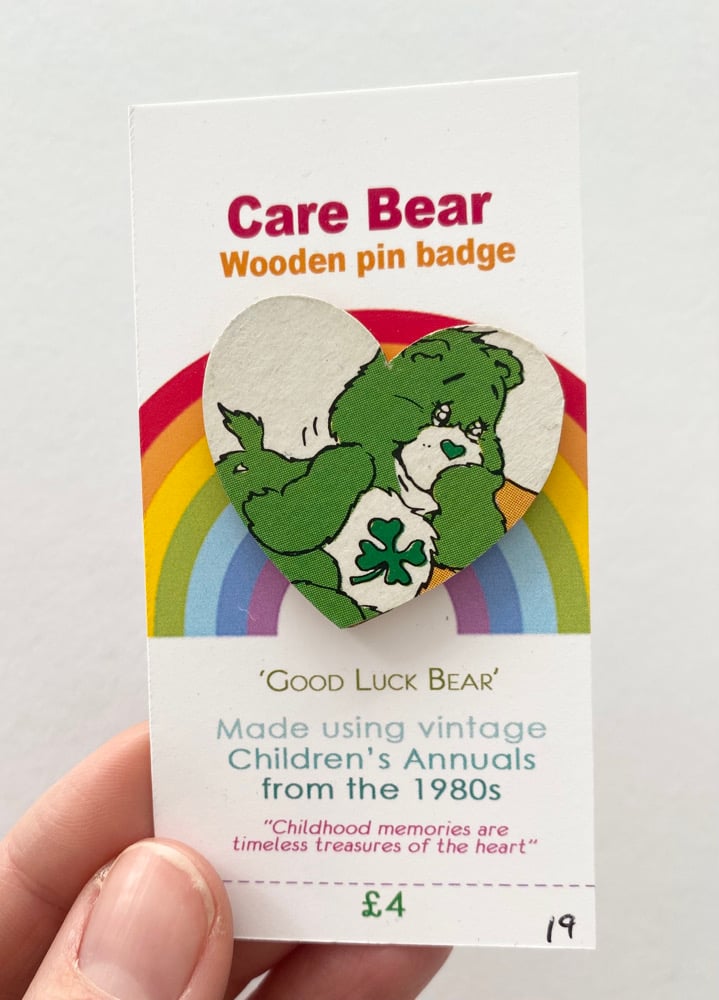 Care Bear
Wooden pin badge
‘Good Luck Bear’
Made using vintage
Children’s Annuals
from the 1980s
“Childhood memories are
timeless treasures of the heart”
£4
19